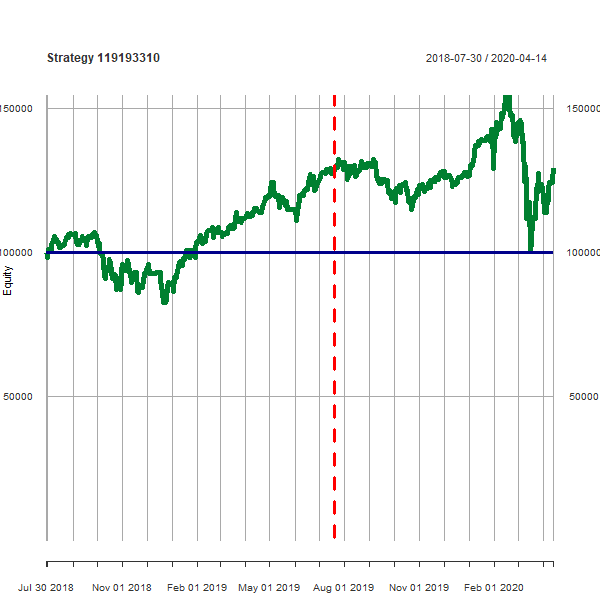 Strategy 119193310
2018-07-30 / 2020-04-14
150000 150000
100000 100000
50000 50000
Equity
Jul 30 2018 Nov 01 2018 Feb 01 2019 May 01 2019 Aug 01 2019 Nov 01 2019 Feb 01 2020